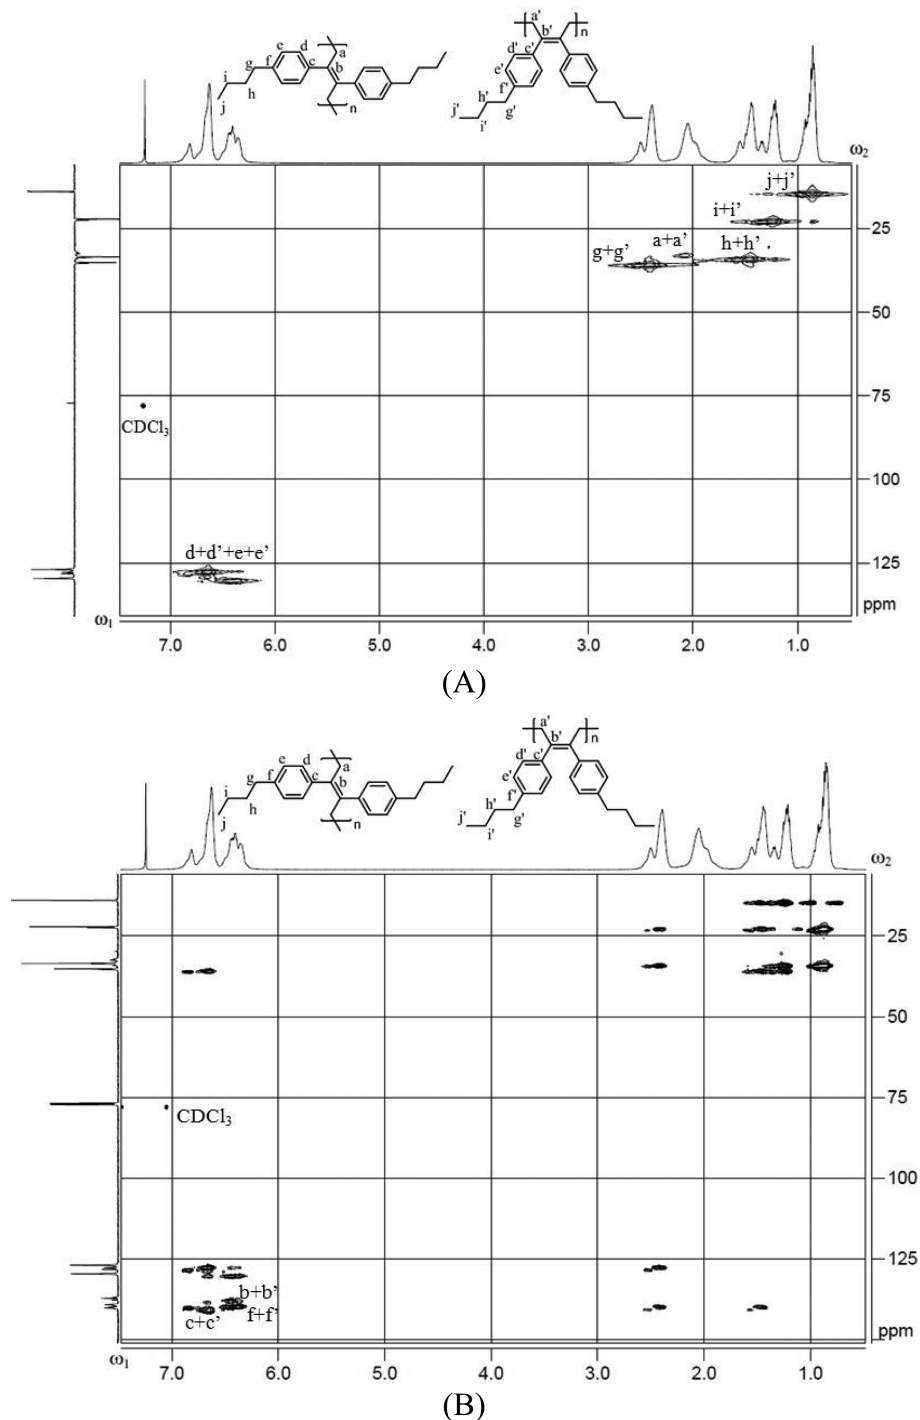 e d a g f c b i h j n
a' b' n d' c' e' f' h' g' j' i'
ω2
j+j’
i+i’
g+g’ a+a’ h+h’
25
50
75
CDCl3
100
d+d’+e+e’
125
ppm
ω1
7.0 6.0 5.0 4.0 3.0 2.0 1.0
(A)
e d a g f c b i h j n
a' b' n d' c' e' f' h' g' j' i'
ω2
25
50
75
CDCl3
100
125
b+b’
c+c’ f+f’
ppm
ω1
7.0 6.0 5.0 4.0 3.0 2.0 1.0
(B)